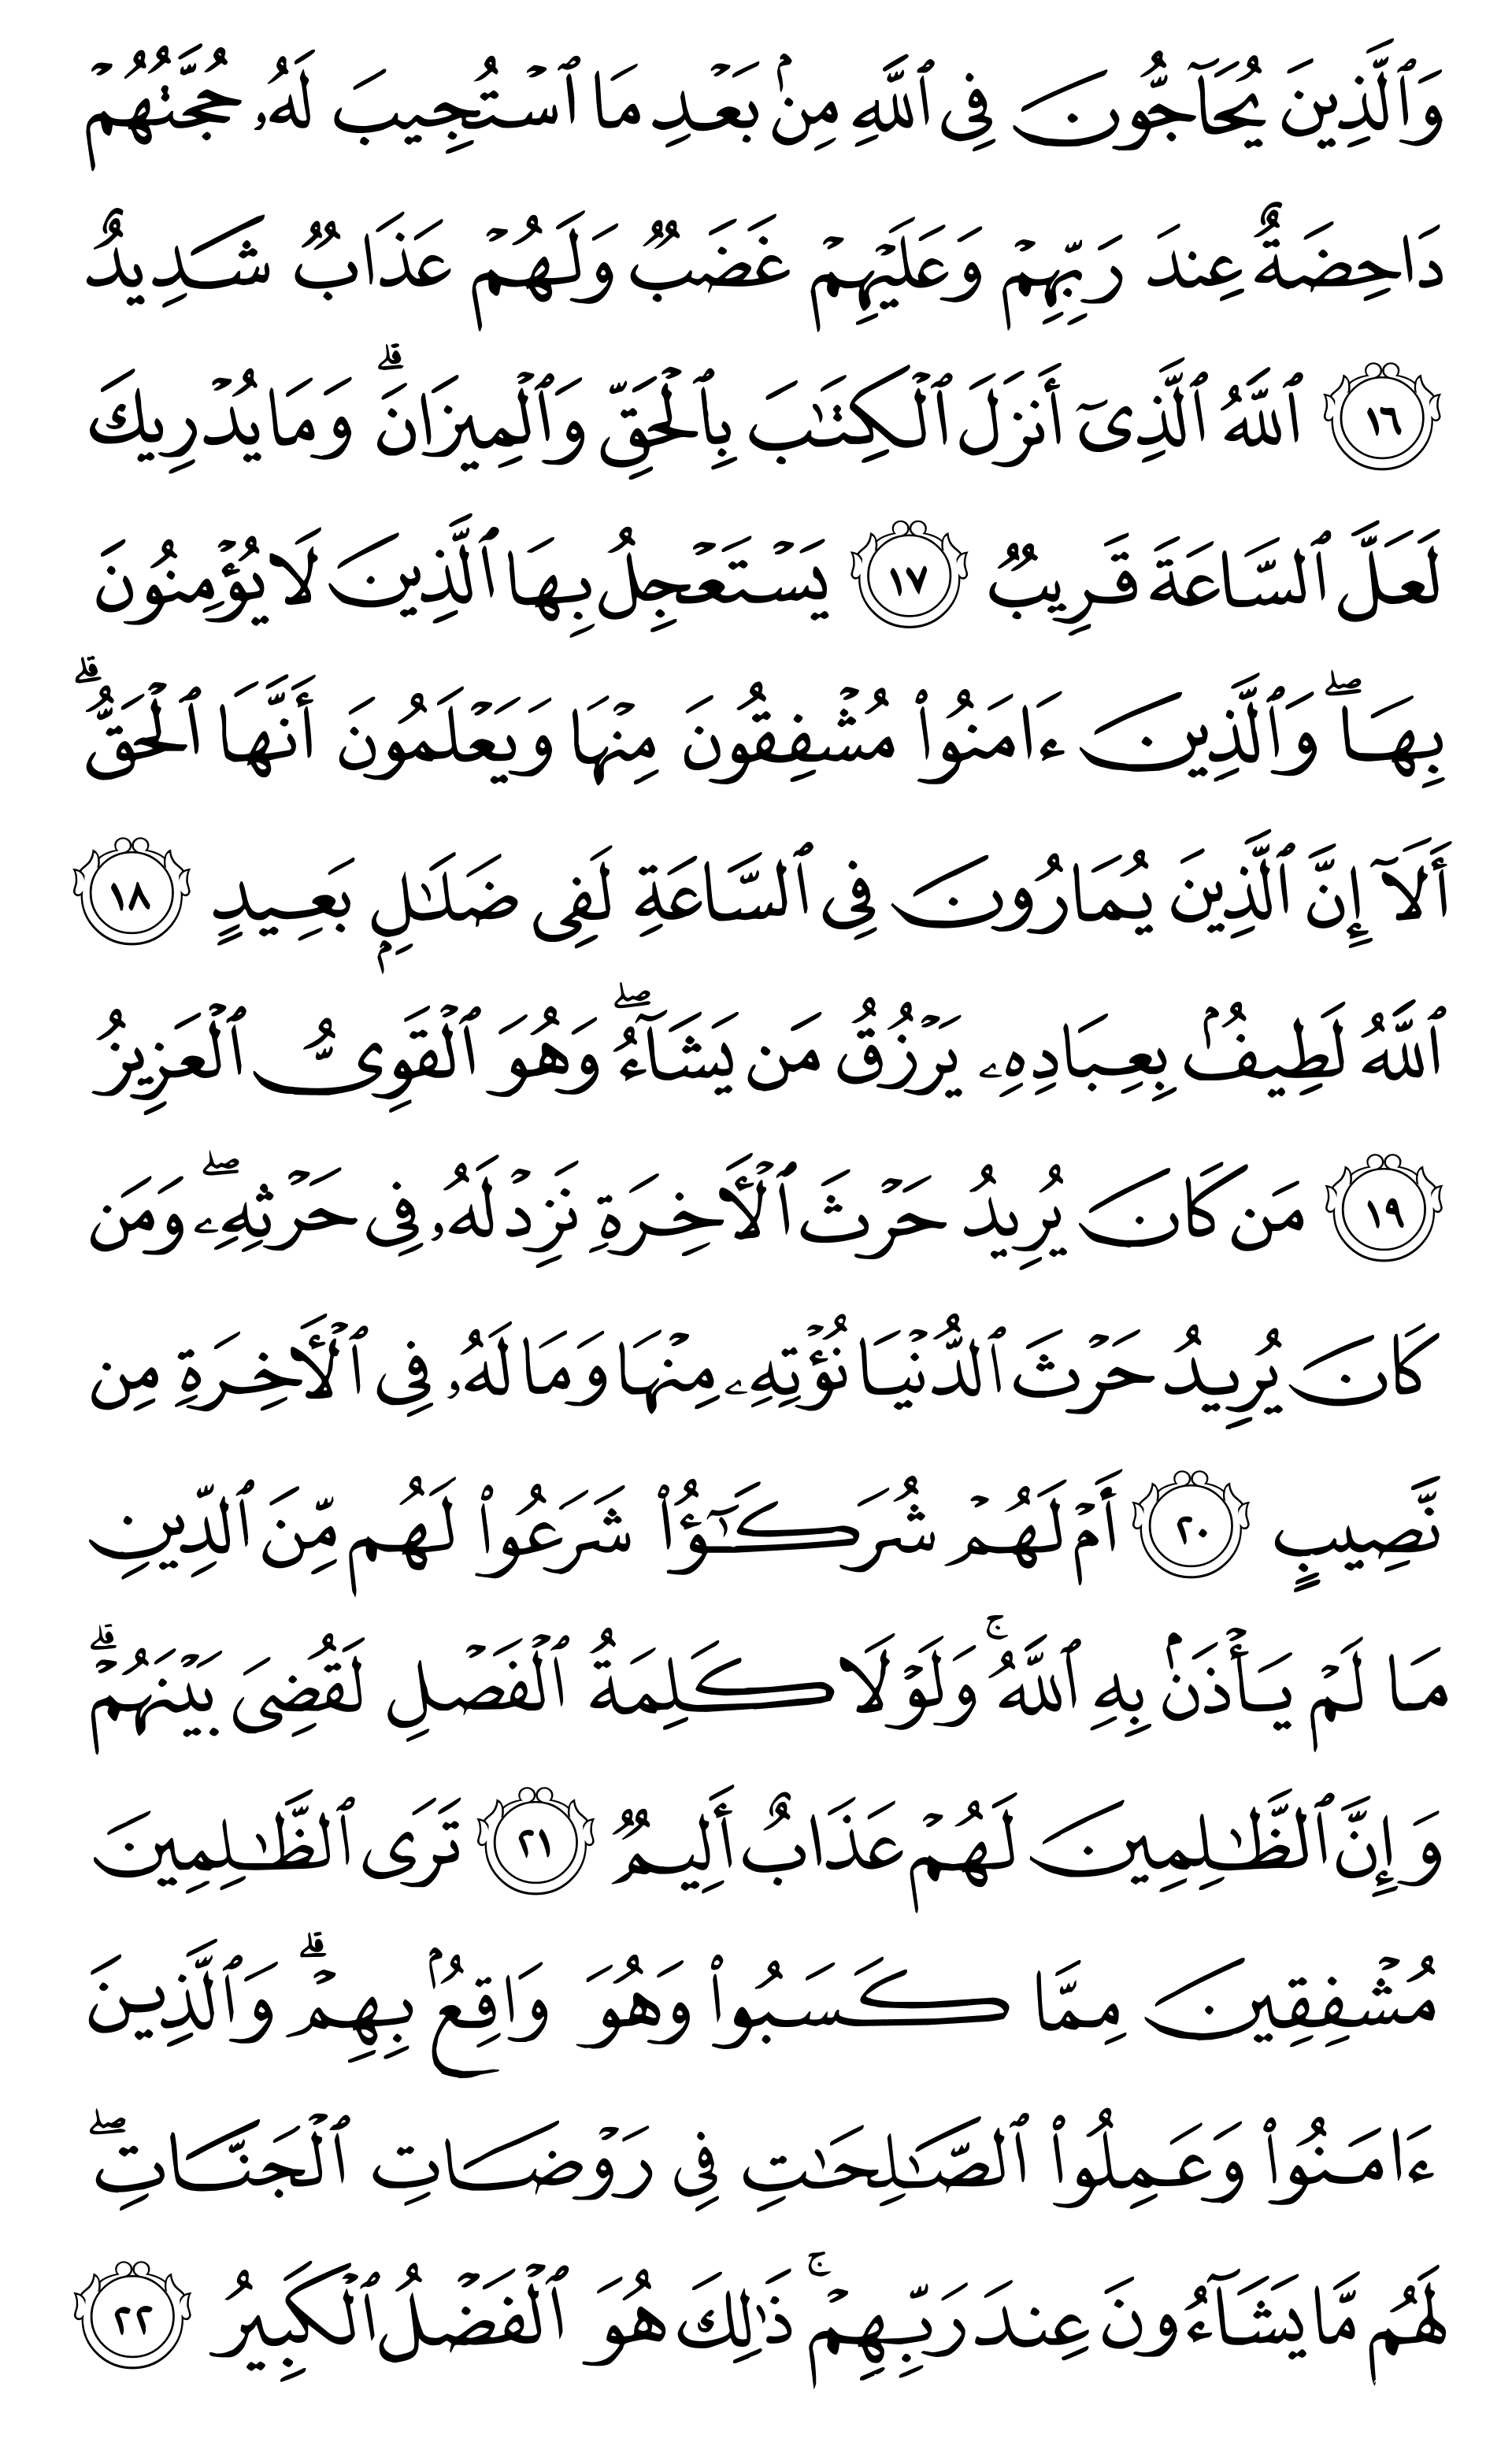 وَٱلَّذِينَ يُحَآجُّونَ فِى ٱللَّهِ مِنۢ بَعْدِ مَا ٱسْتُجِيبَ لَهُۥ حُجَّتُهُمْ
دَاحِضَةٌ عِندَ رَبِّهِمْ وَعَلَيْهِمْ غَضَبٌ وَلَهُمْ عَذَابٌ شَدِيدٌ
١٦ ٱللَّهُ ٱلَّذِىٓ أَنزَلَ ٱلْكِتَٰبَ بِٱلْحَقِّ وَٱلْمِيزَانَ ۗ وَمَا يُدْرِيكَ
لَعَلَّ ٱلسَّاعَةَ قَرِيبٌ ١٧ يَسْتَعْجِلُ بِهَا ٱلَّذِينَ لَا يُؤْمِنُونَ
بِهَا ۖ وَٱلَّذِينَ ءَامَنُوا۟ مُشْفِقُونَ مِنْهَا وَيَعْلَمُونَ أَنَّهَا ٱلْحَقُّ ۗ
أَلَآ إِنَّ ٱلَّذِينَ يُمَارُونَ فِى ٱلسَّاعَةِ لَفِى ضَلَٰلٍۭ بَعِيدٍ ١٨
ٱللَّهُ لَطِيفٌۢ بِعِبَادِهِۦ يَرْزُقُ مَن يَشَآءُ ۖ وَهُوَ ٱلْقَوِىُّ ٱلْعَزِيزُ
١٩ مَن كَانَ يُرِيدُ حَرْثَ ٱلْأَخِرَةِ نَزِدْ لَهُۥ فِى حَرْثِهِۦ ۖ وَمَن
كَانَ يُرِيدُ حَرْثَ ٱلدُّنْيَا نُؤْتِهِۦ مِنْهَا وَمَا لَهُۥ فِى ٱلْأَخِرَةِ مِن
نَّصِيبٍ ٢٠ أَمْ لَهُمْ شُرَكَٰٓؤُا۟ شَرَعُوا۟ لَهُم مِّنَ ٱلدِّينِ
مَا لَمْ يَأْذَنۢ بِهِ ٱللَّهُ ۚ وَلَوْلَا كَلِمَةُ ٱلْفَصْلِ لَقُضِىَ بَيْنَهُمْ ۗ
وَإِنَّ ٱلظَّٰلِمِينَ لَهُمْ عَذَابٌ أَلِيمٌ ٢١ تَرَى ٱلظَّٰلِمِينَ
مُشْفِقِينَ مِمَّا كَسَبُوا۟ وَهُوَ وَاقِعٌۢ بِهِمْ ۗ وَٱلَّذِينَ
ءَامَنُوا۟ وَعَمِلُوا۟ ٱلصَّٰلِحَٰتِ فِى رَوْضَاتِ ٱلْجَنَّاتِ ۖ
لَهُم مَّا يَشَآءُونَ عِندَ رَبِّهِمْ ۚ ذَٰلِكَ هُوَ ٱلْفَضْلُ ٱلْكَبِيرُ ٢٢